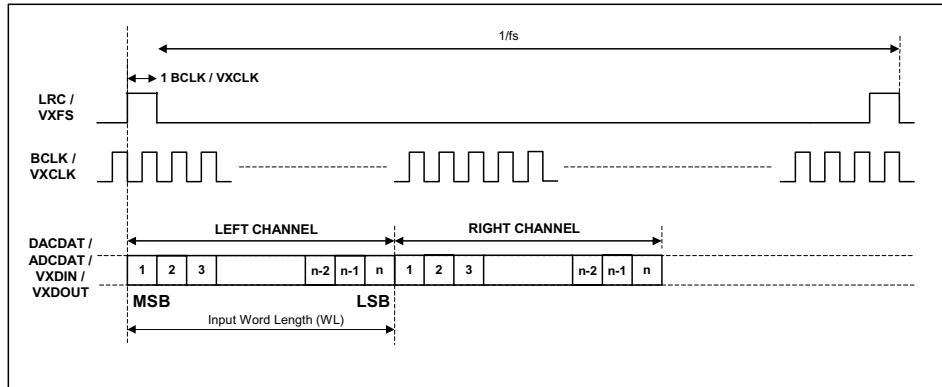 1/fs
1 BCLK / VXCLK
LRC /
VXFS
BCLK /
VXCLK
LEFT CHANNEL
RIGHT CHANNEL
DACDAT /
ADCDAT /
VXDIN /
VXDOUT
1 2 3 n-2 n-1 n 1 2 3 n-2 n-1 n
MSB
LSB
Input Word Length (WL)